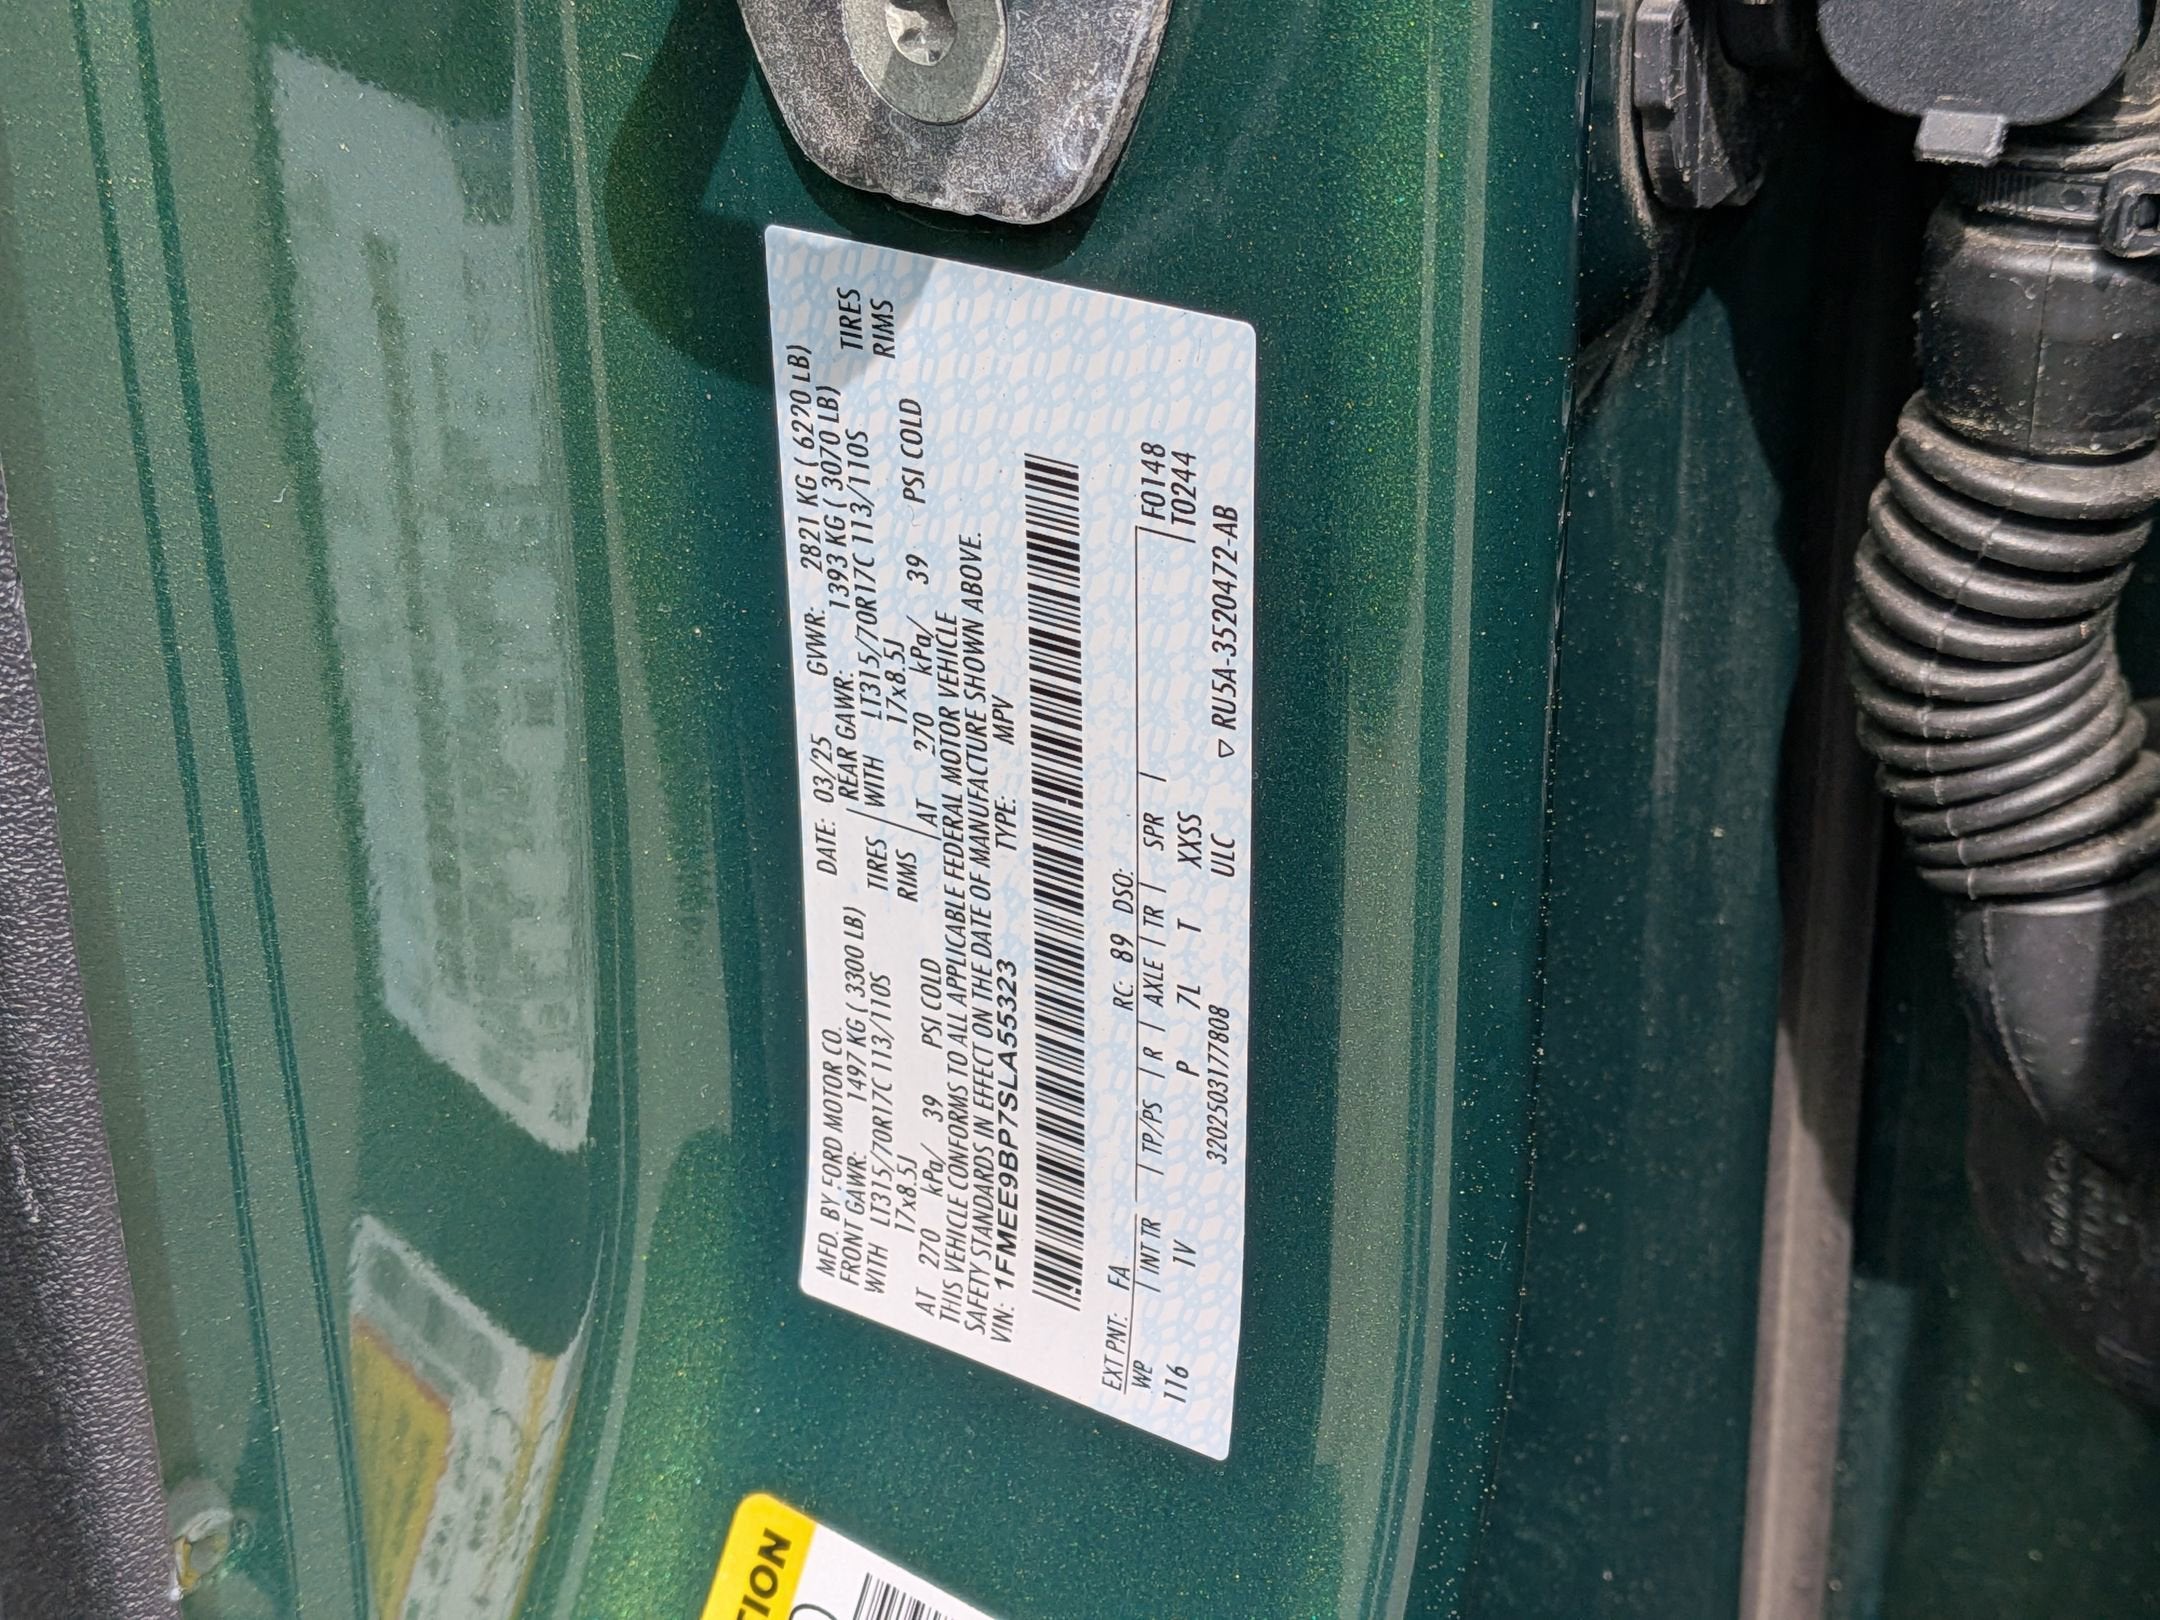 MFD. BY FORD MOTOR CO.
DATE: 03/25 GVWR: 2821 KG ( 6220 LB)
FRONT GAWR: 1497 KG ( 3300 LB)
REAR GAWR: 1393 KG ( 3070 LB)
WITH LT315/70R17C 113/110S TIRES
WITH LT315/70R17C 113/110S TIRES
17x8.5J RIMS
17x8.5J RIMS
AT 270 kPa/ 39 PSI COLD
AT 270 kPa/ 39 PSI COLD
THIS VEHICLE CONFORMS TO ALL APPLICABLE FEDERAL MOTOR VEHICLE
SAFETY STANDARDS IN EFFECT ON THE DATE OF MANUFACTURE SHOWN ABOVE.
VIN: 1FMEE9BP7SLA55323 TYPE: MPV
EXT PNT: FA RC: 89 DSO:
WP INT TR TP/PS R AXLE TR SPR F0148
116 1V P 7L T XXSS T0244
3202503177808 ULC ▽ RU5A-3520472-AB